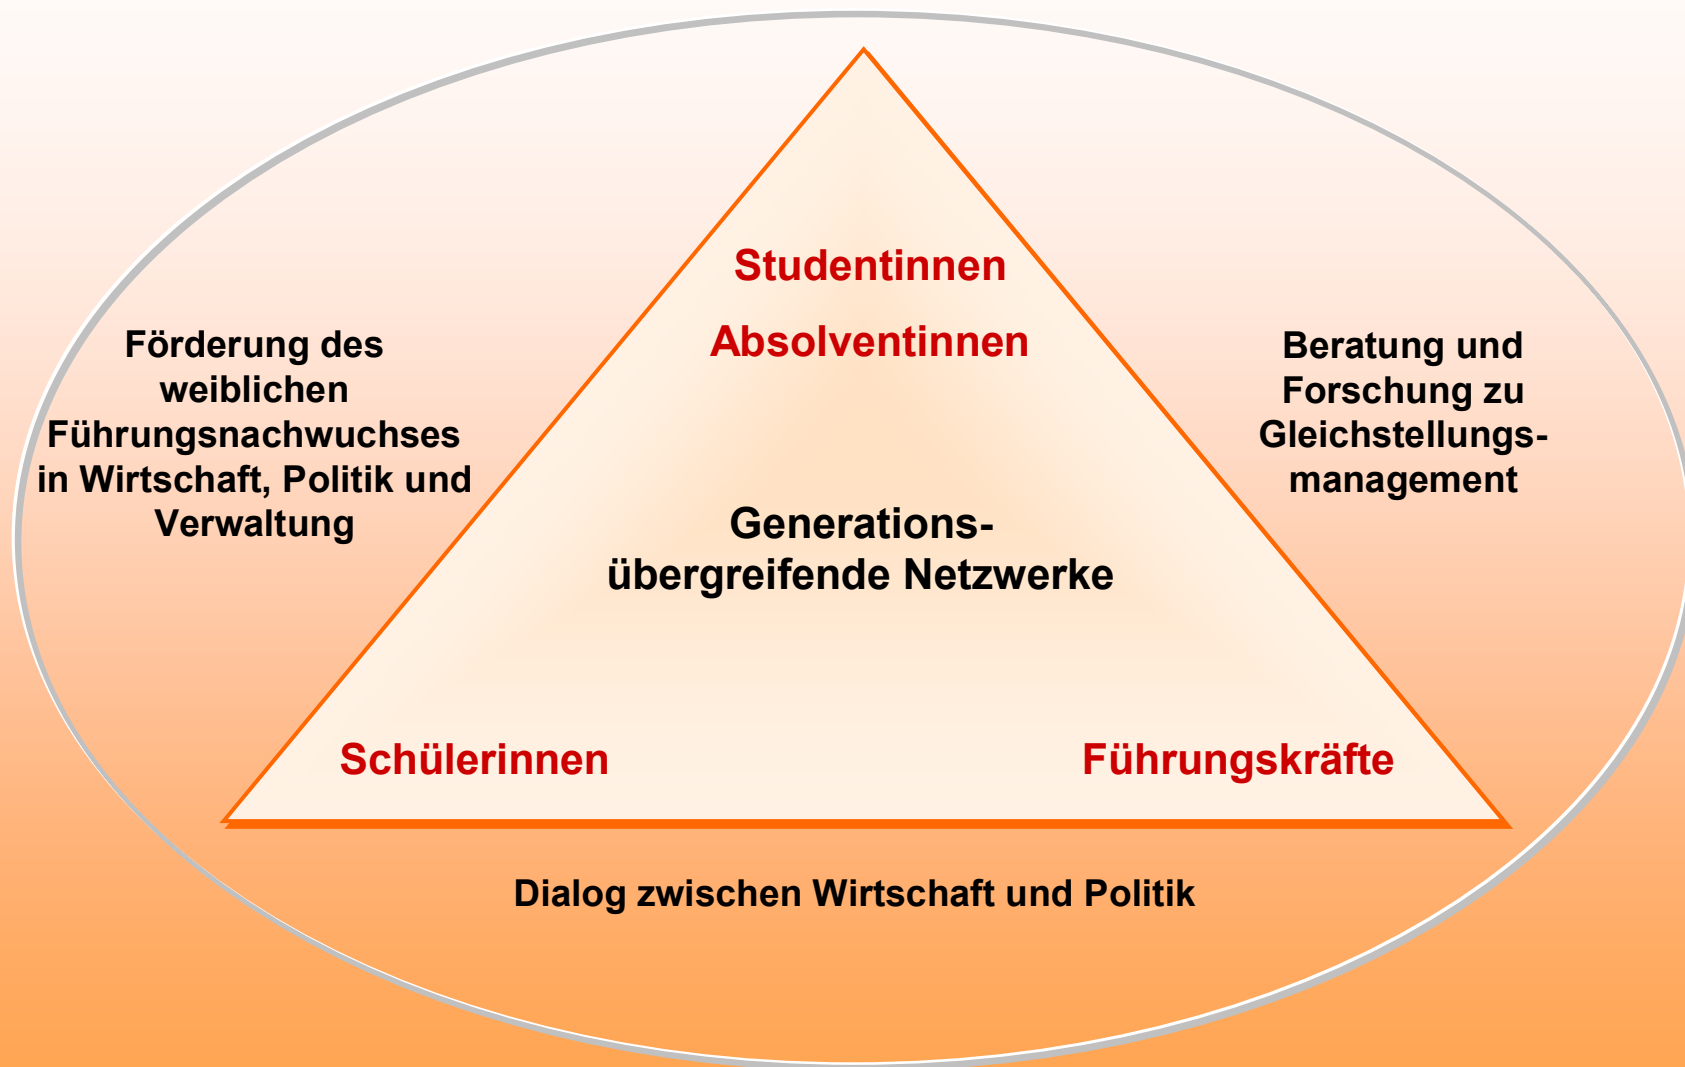 Studentinnen
Absolventinnen
Förderung des
weiblichen
Führungsnachwuchses
in Wirtschaft, Politik und
Verwaltung
Beratung und
Forschung zu
Gleichstellungs-
management
Generations-
übergreifende Netzwerke
Schülerinnen
Führungskräfte
Dialog zwischen Wirtschaft und Politik